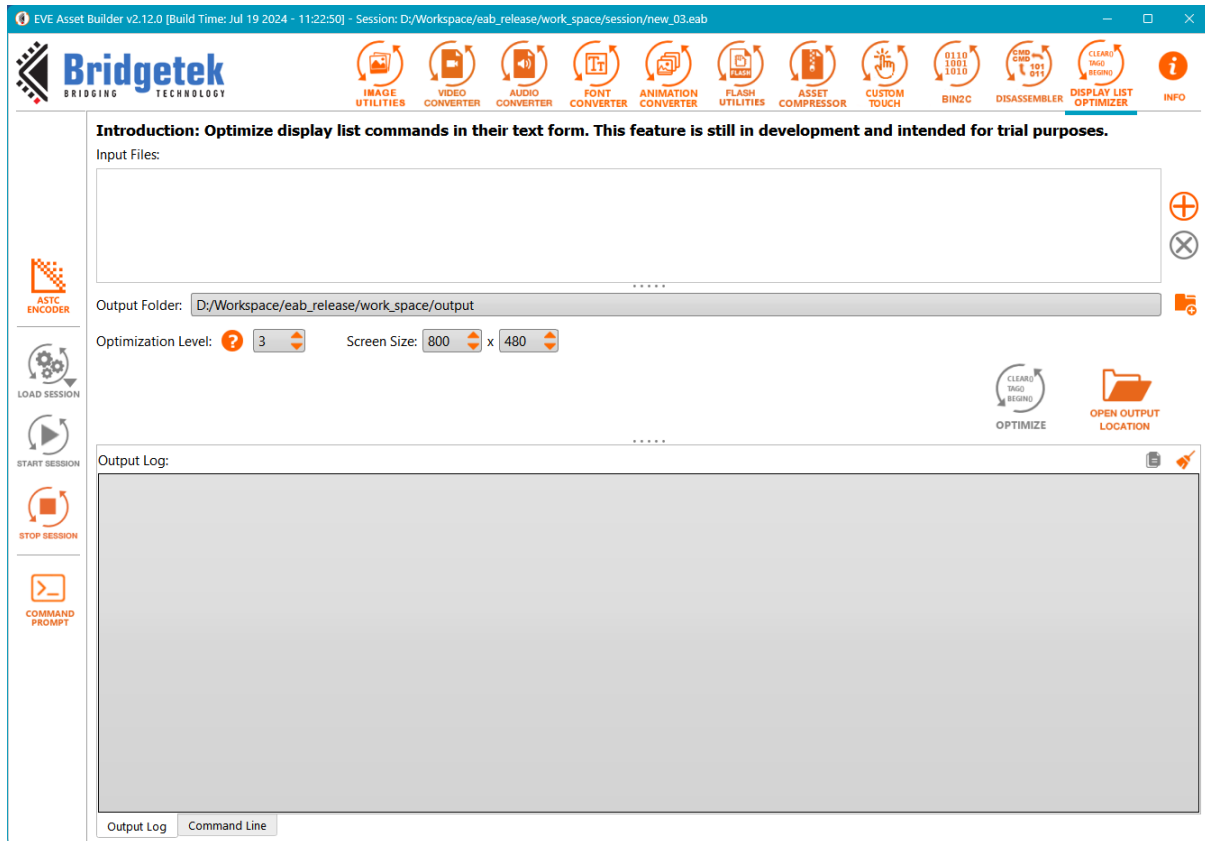 EVE Asset Builder v2.12.0 [Build Time: Jul 19 2024 - 11:22:50] - Session: D:/Workspace/eab_release/work_space/session/new_03.eab
Bridgetek
BRIDGING TECHNOLOGY
IMAGE UTILITIES
VIDEO CONVERTER
AUDIO CONVERTER
Tt
FONT CONVERTER
ANIMATION CONVERTER
FLASH
FLASH UTILITIES
ASSET COMPRESSOR
CUSTOM TOUCH
0110
1001
1010
BIN2C
CMD
CMD
101
011
DISASSEMBLER
CLEAR()
TAG()
BEGIN()
DISPLAY LIST OPTIMIZER
i
INFO
Introduction: Optimize display list commands in their text form. This feature is still in development and intended for trial purposes.
Input Files:
ASTC
ENCODER
Output Folder: D:/Workspace/eab_release/work_space/output
Optimization Level: ? 3 Screen Size: 800 x 480
LOAD SESSION
CLEAR()
TAG()
BEGIN()
OPTIMIZE
OPEN OUTPUT
LOCATION
START SESSION
Output Log:
STOP SESSION
COMMAND
PROMPT
Output Log Command Line